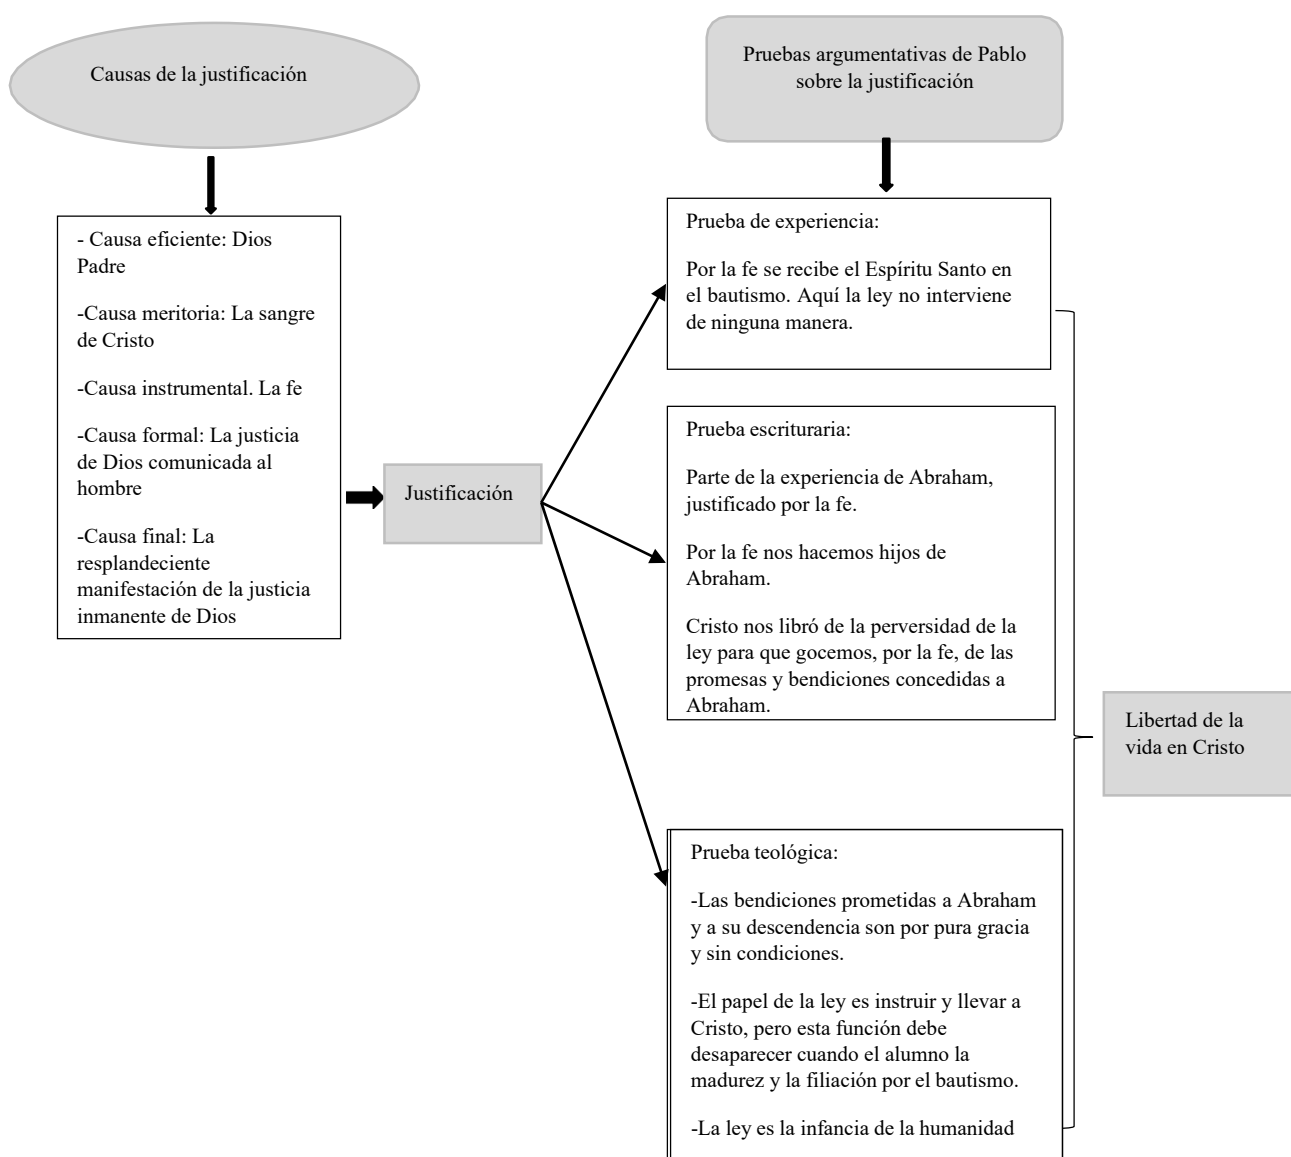 Causas de la justificación
Pruebas argumentativas de Pablo
sobre la justificación
- Causa eficiente: Dios
Padre
-Causa meritoria: La sangre
de Cristo
-Causa instrumental. La fe
-Causa formal: La justicia
de Dios comunicada al
hombre
-Causa final: La
resplandeciente
manifestación de la justicia
inmanente de Dios
Justificación
Prueba de experiencia:
Por la fe se recibe el Espíritu Santo en
el bautismo. Aquí la ley no interviene
de ninguna manera.
Prueba escrituraria:
Parte de la experiencia de Abraham,
justificado por la fe.
Por la fe nos hacemos hijos de
Abraham.
Cristo nos libró de la perversidad de la
ley para que gocemos, por la fe, de las
promesas y bendiciones concedidas a
Abraham.
Prueba teológica:
-Las bendiciones prometidas a Abraham
y a su descendencia son por pura gracia
y sin condiciones.
-El papel de la ley es instruir y llevar a
Cristo, pero esta función debe
desaparecer cuando el alumno la
madurez y la filiación por el bautismo.
-La ley es la infancia de la humanidad
Libertad de la
vida en Cristo